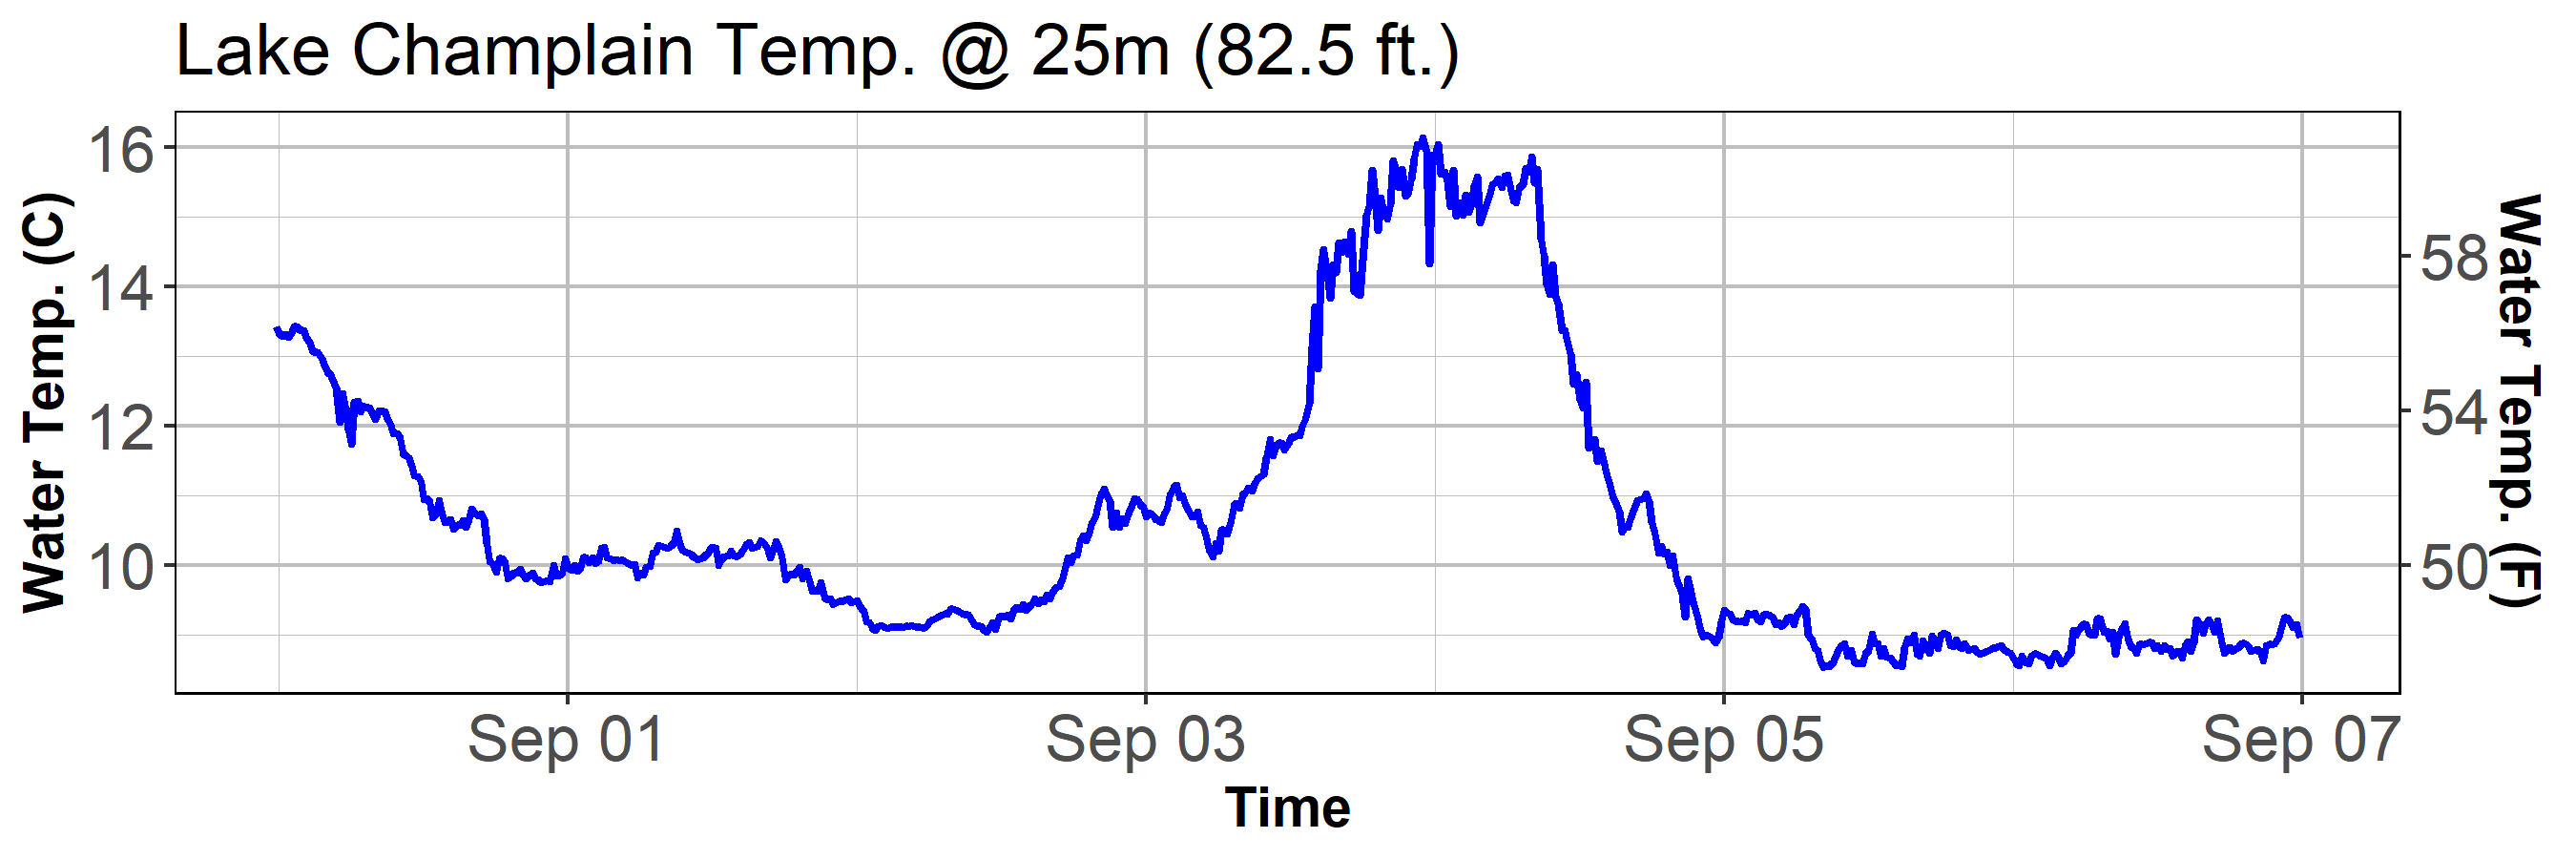 Lake Champlain Temp. @ 25m (82.5 ft.)
16
14
12
10
Water Temp. (C)
58
54
50
Water Temp. (F)
Sep 01
Sep 03
Sep 05
Sep 07
Time